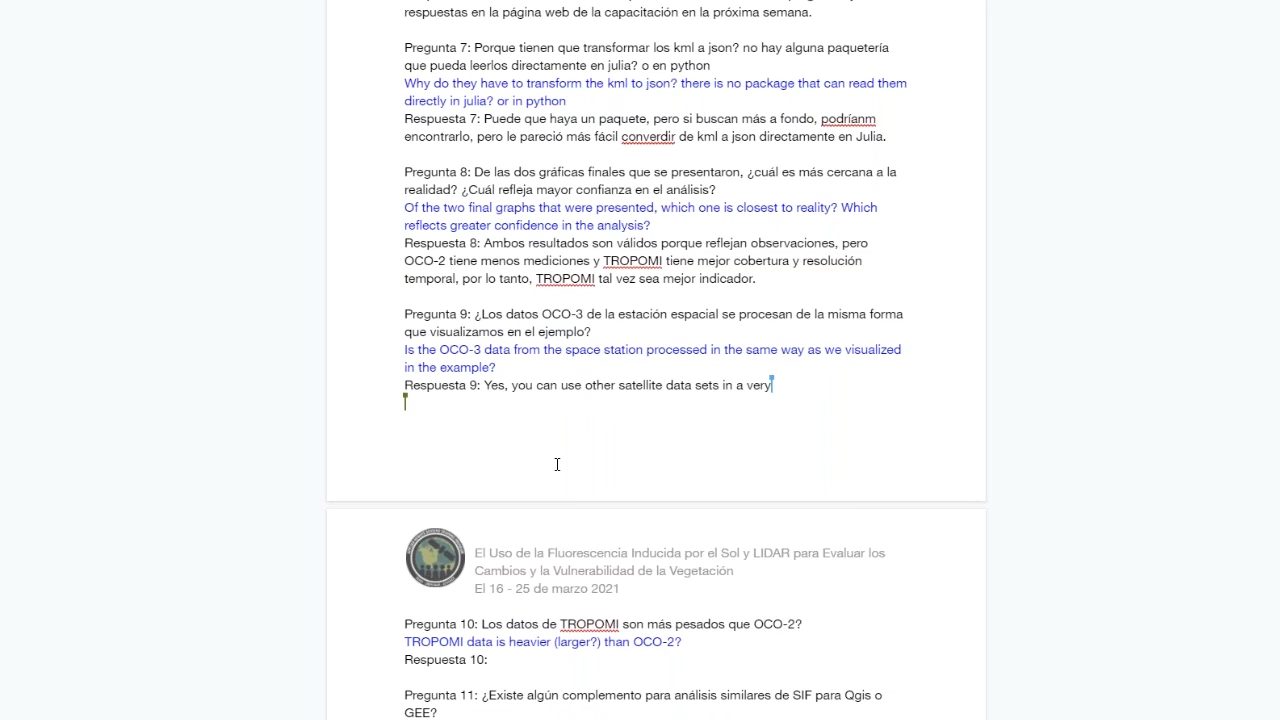 respuestas en la página web de la capacitación en la próxima semana.
Pregunta 7: Porque tienen que transformar los kml a json? no hay alguna paquetería
que pueda leerlos directamente en julia? o en python
Why do they have to transform the kml to json? there is no package that can read them
directly in julia? or in python
Respuesta 7: Puede que haya un paquete, pero si buscan más a fondo, podríanm
encontrarlo, pero le pareció más fácil converdir de kml a json directamente en Julia.
Pregunta 8: De las dos gráficas finales que se presentaron, ¿cuál es más cercana a la
realidad? ¿Cuál refleja mayor confianza en el análisis?
Of the two final graphs that were presented, which one is closest to reality? Which
reflects greater confidence in the analysis?
Respuesta 8: Ambos resultados son válidos porque reflejan observaciones, pero
OCO-2 tiene menos mediciones y TROPOMI tiene mejor cobertura y resolución
temporal, por lo tanto, TROPOMI tal vez sea mejor indicador.
Pregunta 9: ¿Los datos OCO-3 de la estación espacial se procesan de la misma forma
que visualizamos en el ejemplo?
Is the OCO-3 data from the space station processed in the same way as we visualized
in the example?
Respuesta 9: Yes, you can use other satellite data sets in a very
El Uso de la Fluorescencia Inducida por el Sol y LIDAR para Evaluar los
Cambios y la Vulnerabilidad de la Vegetación
El 16 - 25 de marzo 2021
Pregunta 10: Los datos de TROPOMI son más pesados que OCO-2?
TROPOMI data is heavier (larger?) than OCO-2?
Respuesta 10:
Pregunta 11: ¿Existe algún complemento para análisis similares de SIF para Qgis o
GEE?